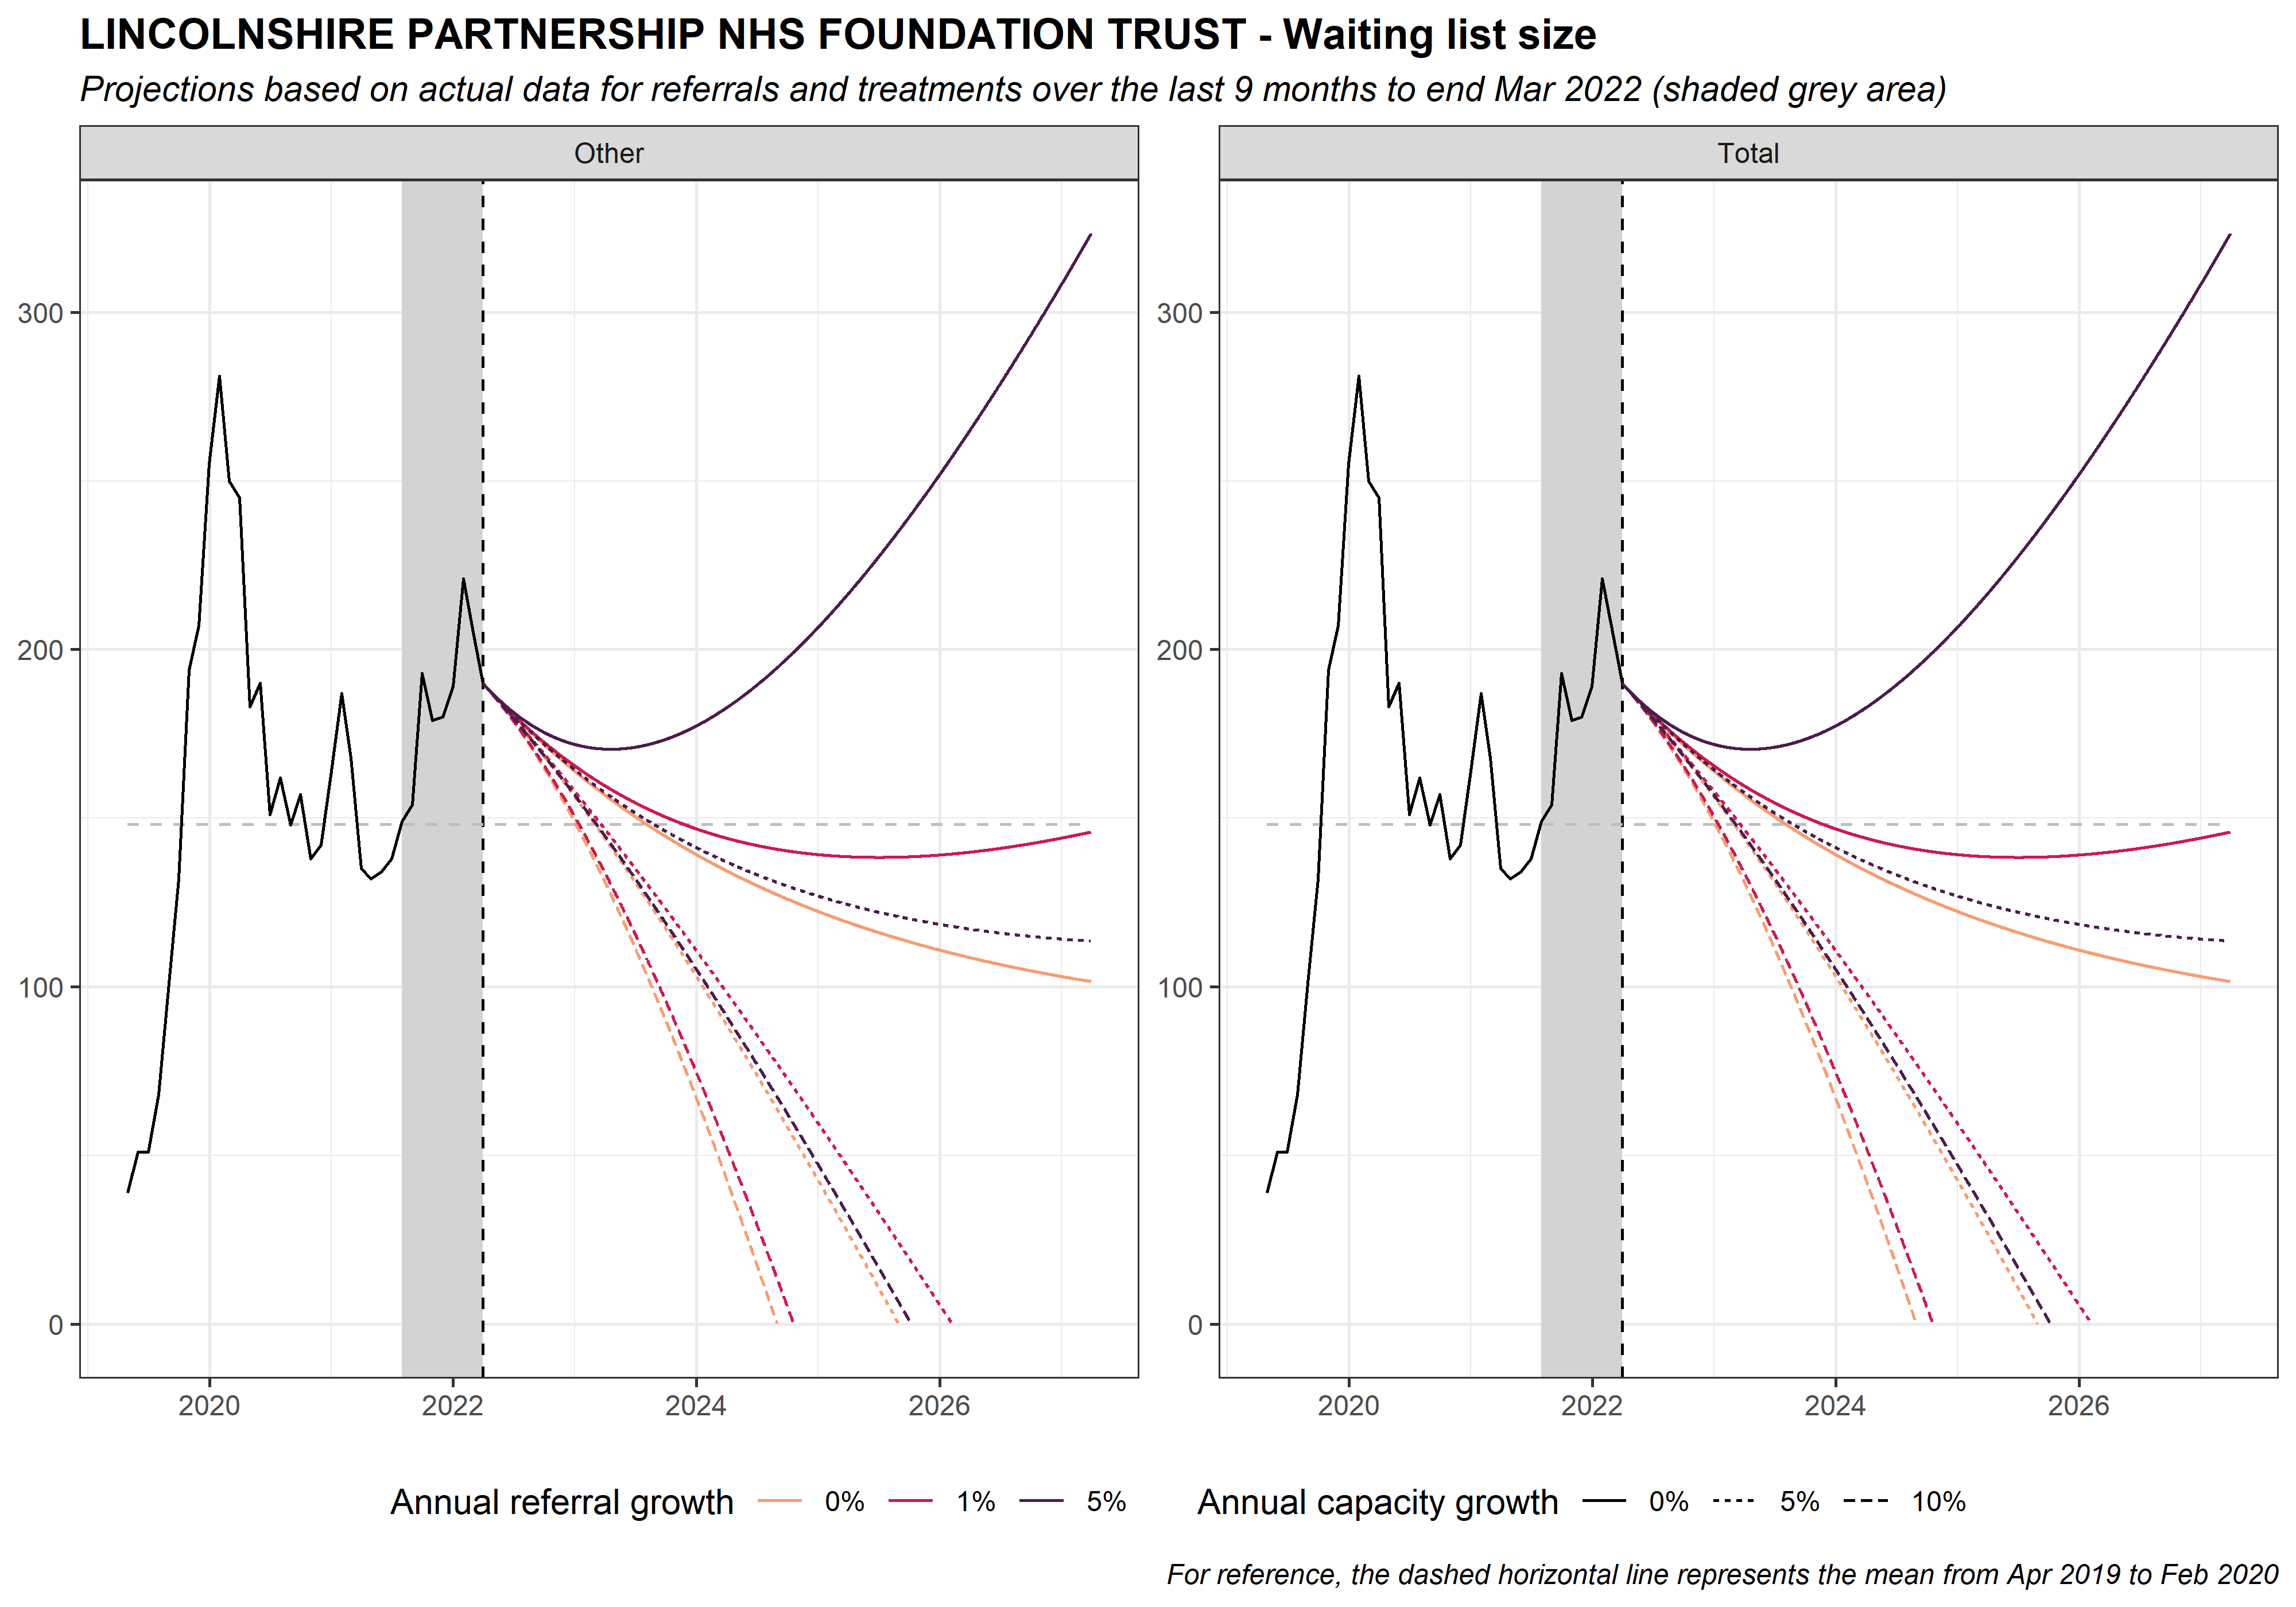 LINCOLNSHIRE PARTNERSHIP NHS FOUNDATION TRUST - Waiting list size
Projections based on actual data for referrals and treatments over the last 9 months to end Mar 2022 (shaded grey area)
Other
Total
300
200
100
0
300
200
100
0
2020 2022 2024 2026
2020 2022 2024 2026
Annual referral growth 0% 1% 5%
Annual capacity growth 0% 5% 10%
For reference, the dashed horizontal line represents the mean from Apr 2019 to Feb 2020